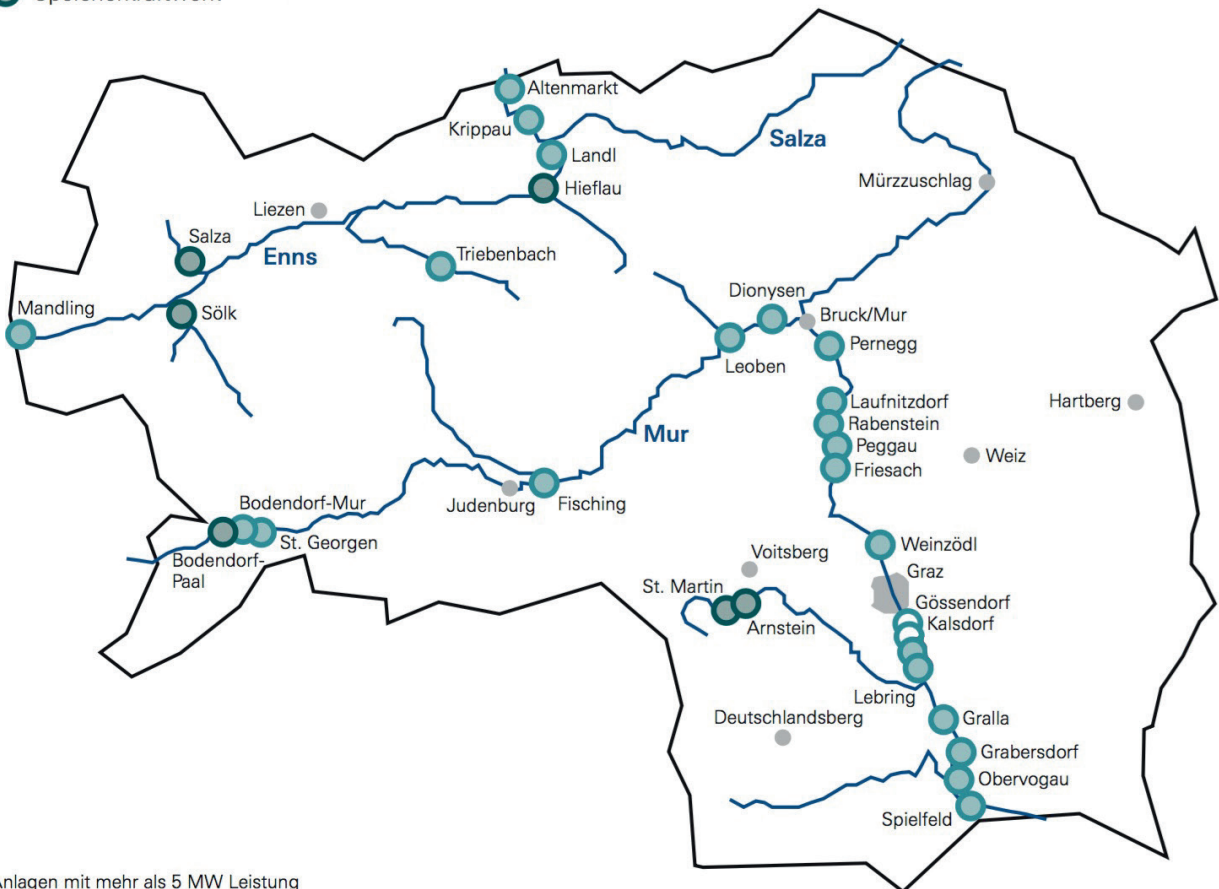 Altenmarkt
Krippau
Salza
Landl
Mürzzuschlag
Hieflau
Liezen
Salza
Enns
Triebenbach
Dionysen
Mandling
Sölk
Bruck/Mur
Pernegg
Leoben
Laufnitzdorf
Hartberg
Rabenstein
Mur
Peggau
Weiz
Friesach
Judenburg
Fisching
Bodendorf-Mur
St. Georgen
Bodendorf-
Paal
Weinzödl
Voitsberg
Graz
St. Martin
Gössendorf
Kalsdorf
Arnstein
Lebring
Deutschlandsberg
Gralla
Grabersdorf
Obervogau
Spielfeld
Anlagen mit mehr als 5 MW Leistung